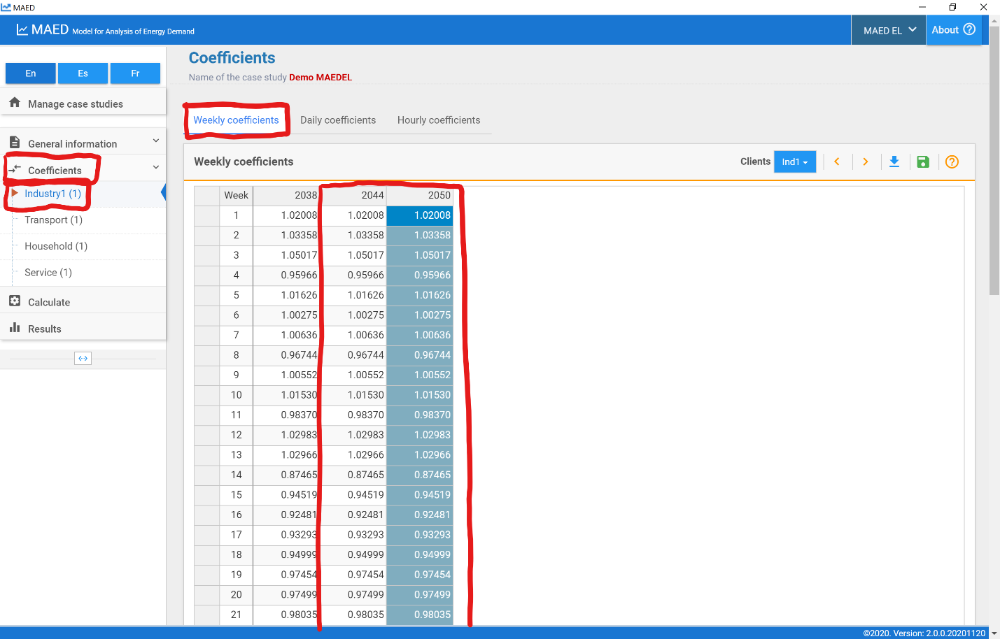 MAED
MAED Model for Analysis of Energy Demand
MAED EL
About
En Es Fr
Manage case studies
General information
Coefficients
Industry1 (1)
Transport (1)
Household (1)
Service (1)
Calculate
Results
Coefficients
Name of the case study Demo MAEDEL
Weekly coefficients Daily coefficients Hourly coefficients
Weekly coefficients
Clients Ind1
Week 2038 2044 2050
1 1.02008 1.02008 1.02008
2 1.03358 1.03358 1.03358
3 1.05017 1.05017 1.05017
4 0.95966 0.95966 0.95966
5 1.01626 1.01626 1.01626
6 1.00275 1.00275 1.00275
7 1.00636 1.00636 1.00636
8 0.96744 0.96744 0.96744
9 1.00552 1.00552 1.00552
10 1.01530 1.01530 1.01530
11 0.98370 0.98370 0.98370
12 1.02983 1.02983 1.02983
13 1.02966 1.02966 1.02966
14 0.87465 0.87465 0.87465
15 0.94519 0.94519 0.94519
16 0.92481 0.92481 0.92481
17 0.93293 0.93293 0.93293
18 0.94999 0.94999 0.94999
19 0.97454 0.97454 0.97454
20 0.97499 0.97499 0.97499
21 0.98035 0.98035 0.98035
©2020. Version: 2.0.0.20201120